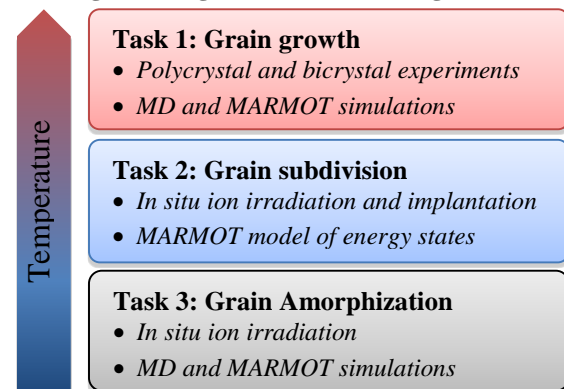 Temperature
Task 1: Grain growth
• Polycrystal and bicrystal experiments
• MD and MARMOT simulations
Task 2: Grain subdivision
• In situ ion irradiation and implantation
• MARMOT model of energy states
Task 3: Grain Amorphization
• In situ ion irradiation
• MD and MARMOT simulations